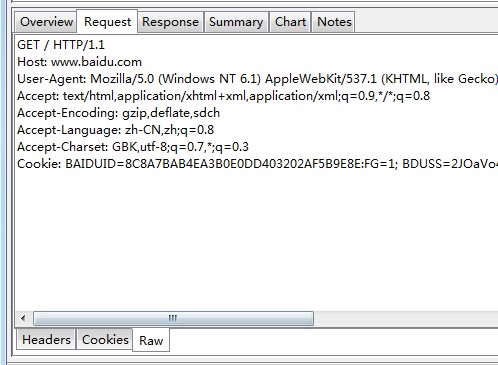 Overview Request Response Summary Chart Notes
GET / HTTP/1.1
Host: www.baidu.com
User-Agent: Mozilla/5.0 (Windows NT 6.1) AppleWebKit/537.1 (KHTML, like Gecko)
Accept: text/html,application/xhtml+xml,application/xml;q=0.9,*/*;q=0.8
Accept-Encoding: gzip,deflate,sdch
Accept-Language: zh-CN,zh;q=0.8
Accept-Charset: GBK,utf-8;q=0.7,*;q=0.3
Cookie: BAIDUID=8C8A7BAB4EA3B0E0DD403202AF5B9E8E:FG=1; BDUSS=2JOaVo4
Headers Cookies Raw